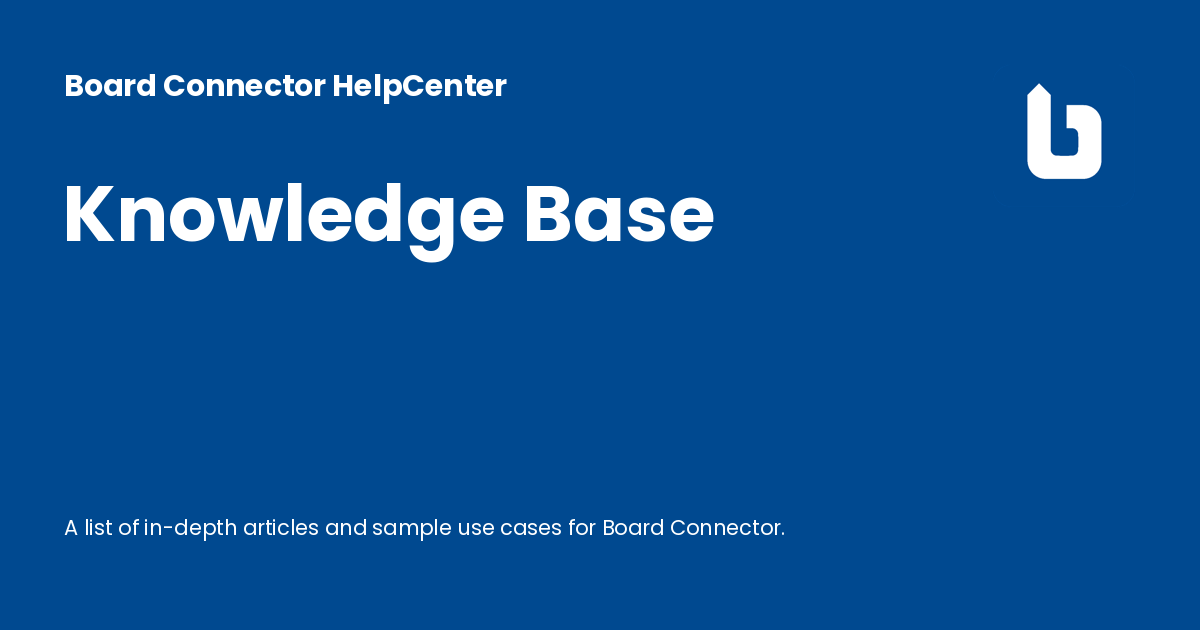 Board Connector HelpCenter
Knowledge Base
A list of in-depth articles and sample use cases for Board Connector.